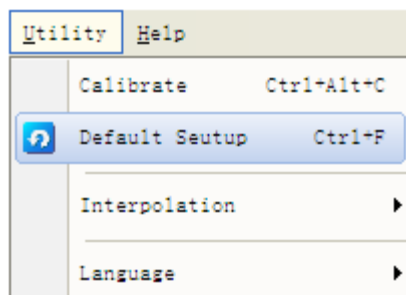 Utility Help
Calibrate Ctrl+Alt+C
Default Seutup Ctrl+F
Interpolation
Language